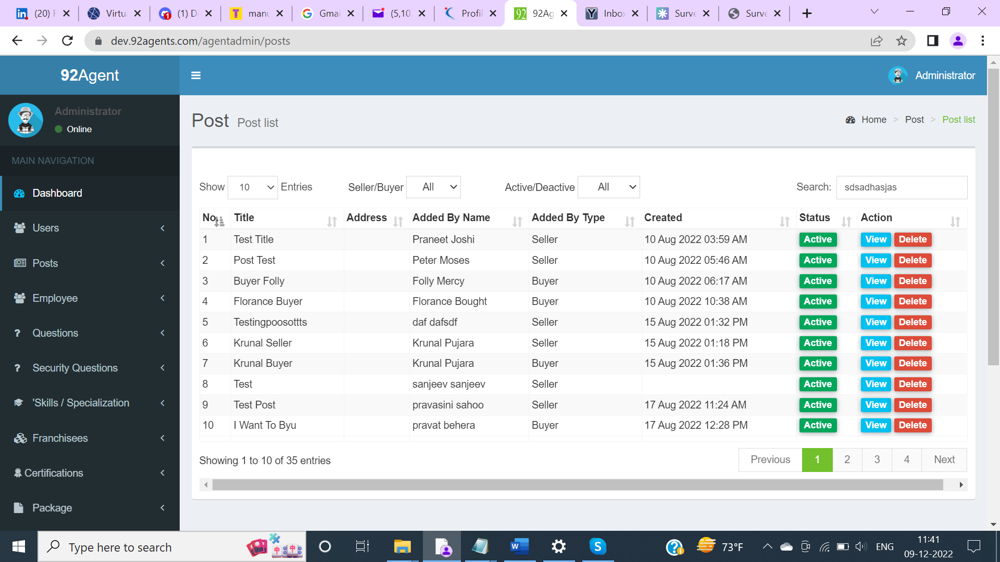 (20) F
Virtu
(1) Di
manu
Gmai
(5,10
Profil
92Ag
Inbox
Surve
Surve
dev.92agents.com/agentadmin/posts
92Agent
Administrator
Administrator
Online
MAIN NAVIGATION
Dashboard
Users
Posts
Employee
Questions
Security Questions
'Skills / Specialization
Franchisees
Certifications
Package
Post Post list
Home > Post > Post list
Show 10 Entries Seller/Buyer All Active/Deactive All Search: sdsadhasjas
No. Title Address Added By Name Added By Type Created Status Action
1 Test Title Praneet Joshi Seller 10 Aug 2022 03:59 AM Active View Delete
2 Post Test Peter Moses Seller 10 Aug 2022 05:46 AM Active View Delete
3 Buyer Folly Folly Mercy Buyer 10 Aug 2022 06:17 AM Active View Delete
4 Florance Buyer Florance Bought Buyer 10 Aug 2022 10:38 AM Active View Delete
5 Testingpoosottts daf dafsdf Seller 15 Aug 2022 01:32 PM Active View Delete
6 Krunal Seller Krunal Pujara Seller 15 Aug 2022 01:18 PM Active View Delete
7 Krunal Buyer Krunal Pujara Buyer 15 Aug 2022 01:36 PM Active View Delete
8 Test sanjeev sanjeev Seller Active View Delete
9 Test Post pravasini sahoo Seller 17 Aug 2022 11:24 AM Active View Delete
10 I Want To Byu pravat behera Buyer 17 Aug 2022 12:28 PM Active View Delete
Showing 1 to 10 of 35 entries
Previous 1 2 3 4 Next
Type here to search
73°F
ENG
11:41
09-12-2022